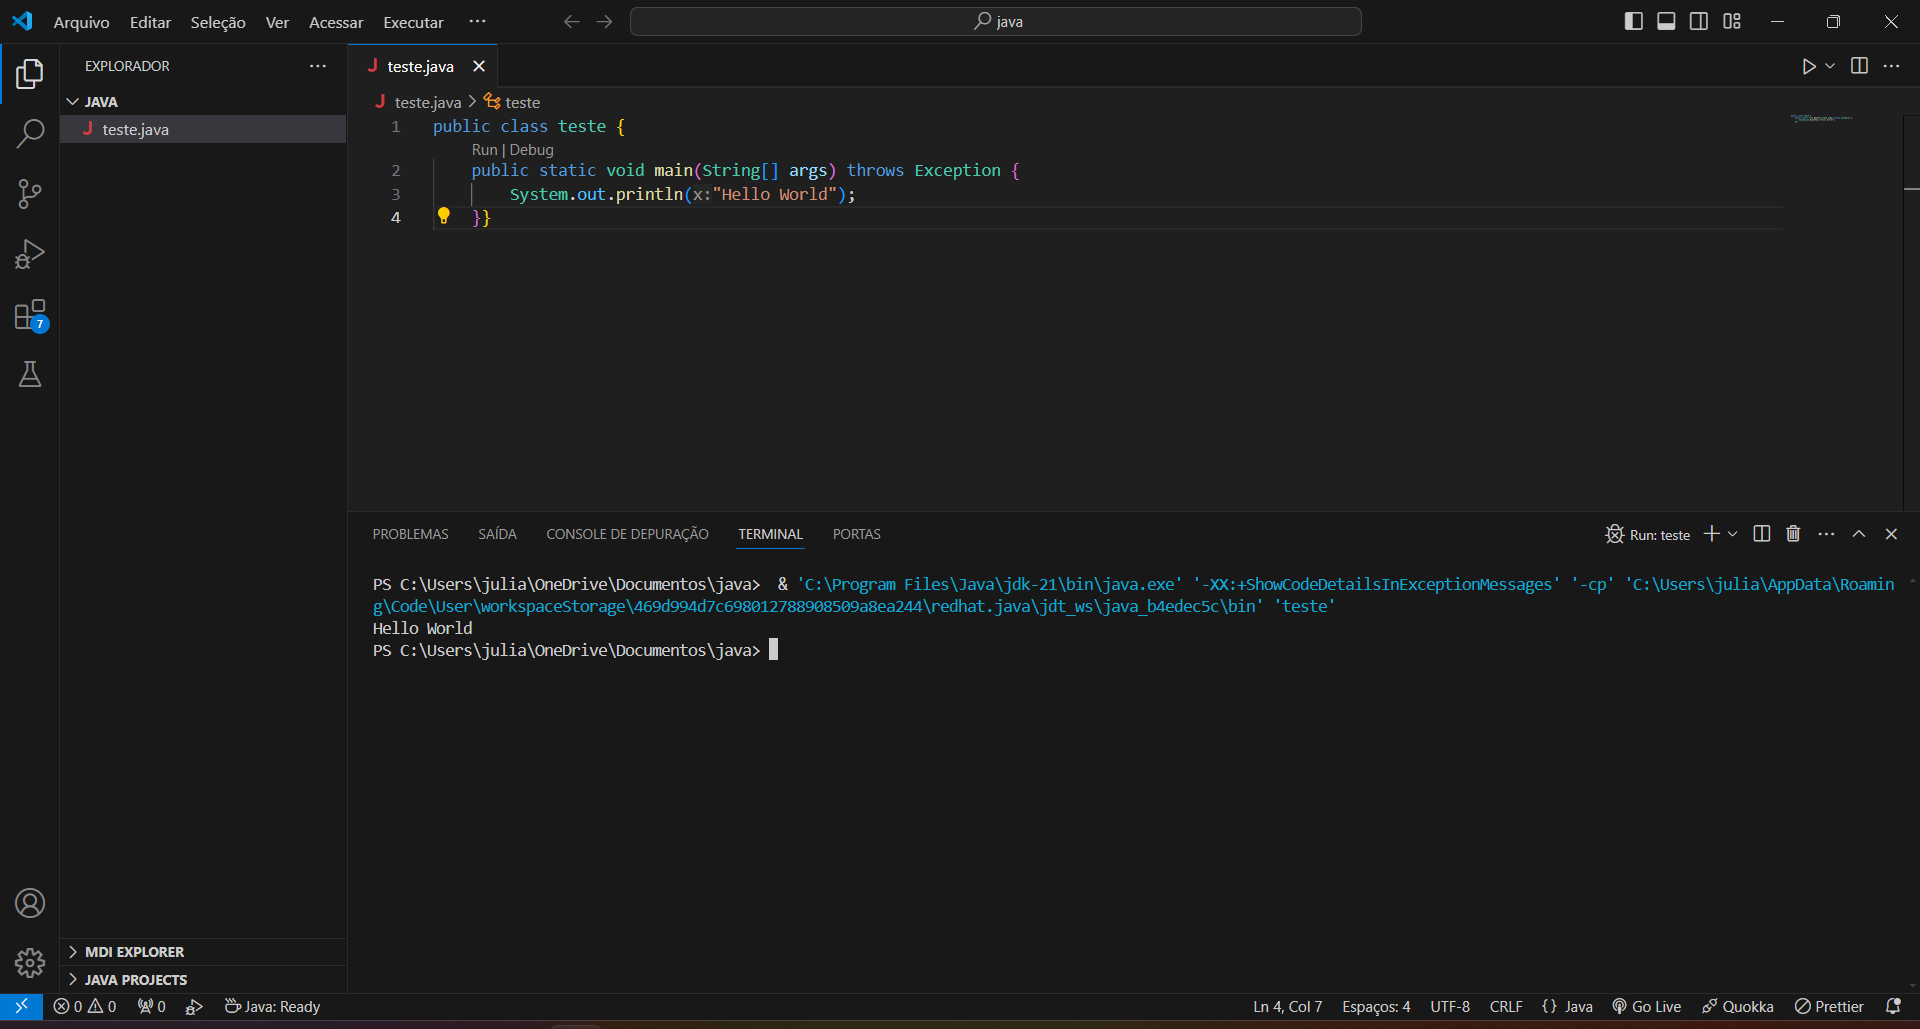 Arquivo Editar Seleção Ver Acessar Executar ··· java
EXPLORADOR ···
JAVA
J teste.java
J teste.java
J teste.java > teste
1 public class teste {
Run | Debug
2 public static void main(String[] args) throws Exception {
3 System.out.println(x:"Hello World");
4 }}
7
PROBLEMAS SAÍDA CONSOLE DE DEPURAÇÃO TERMINAL PORTAS Run: teste
PS C:\Users\julia\OneDrive\Documentos\java>  & 'C:\Program Files\Java\jdk-21\bin\java.exe' '-XX:+ShowCodeDetailsInExceptionMessages' '-cp' 'C:\Users\julia\AppData\Roamin
g\Code\User\workspaceStorage\469d994d7c698012788908509a8ea244\redhat.java\jdt_ws\java_b4edec5c\bin' 'teste'
Hello World
PS C:\Users\julia\OneDrive\Documentos\java>
MDI EXPLORER
JAVA PROJECTS
0 0 0 Java: Ready Ln 4, Col 7 Espaços: 4 UTF-8 CRLF {} Java Go Live Quokka Prettier